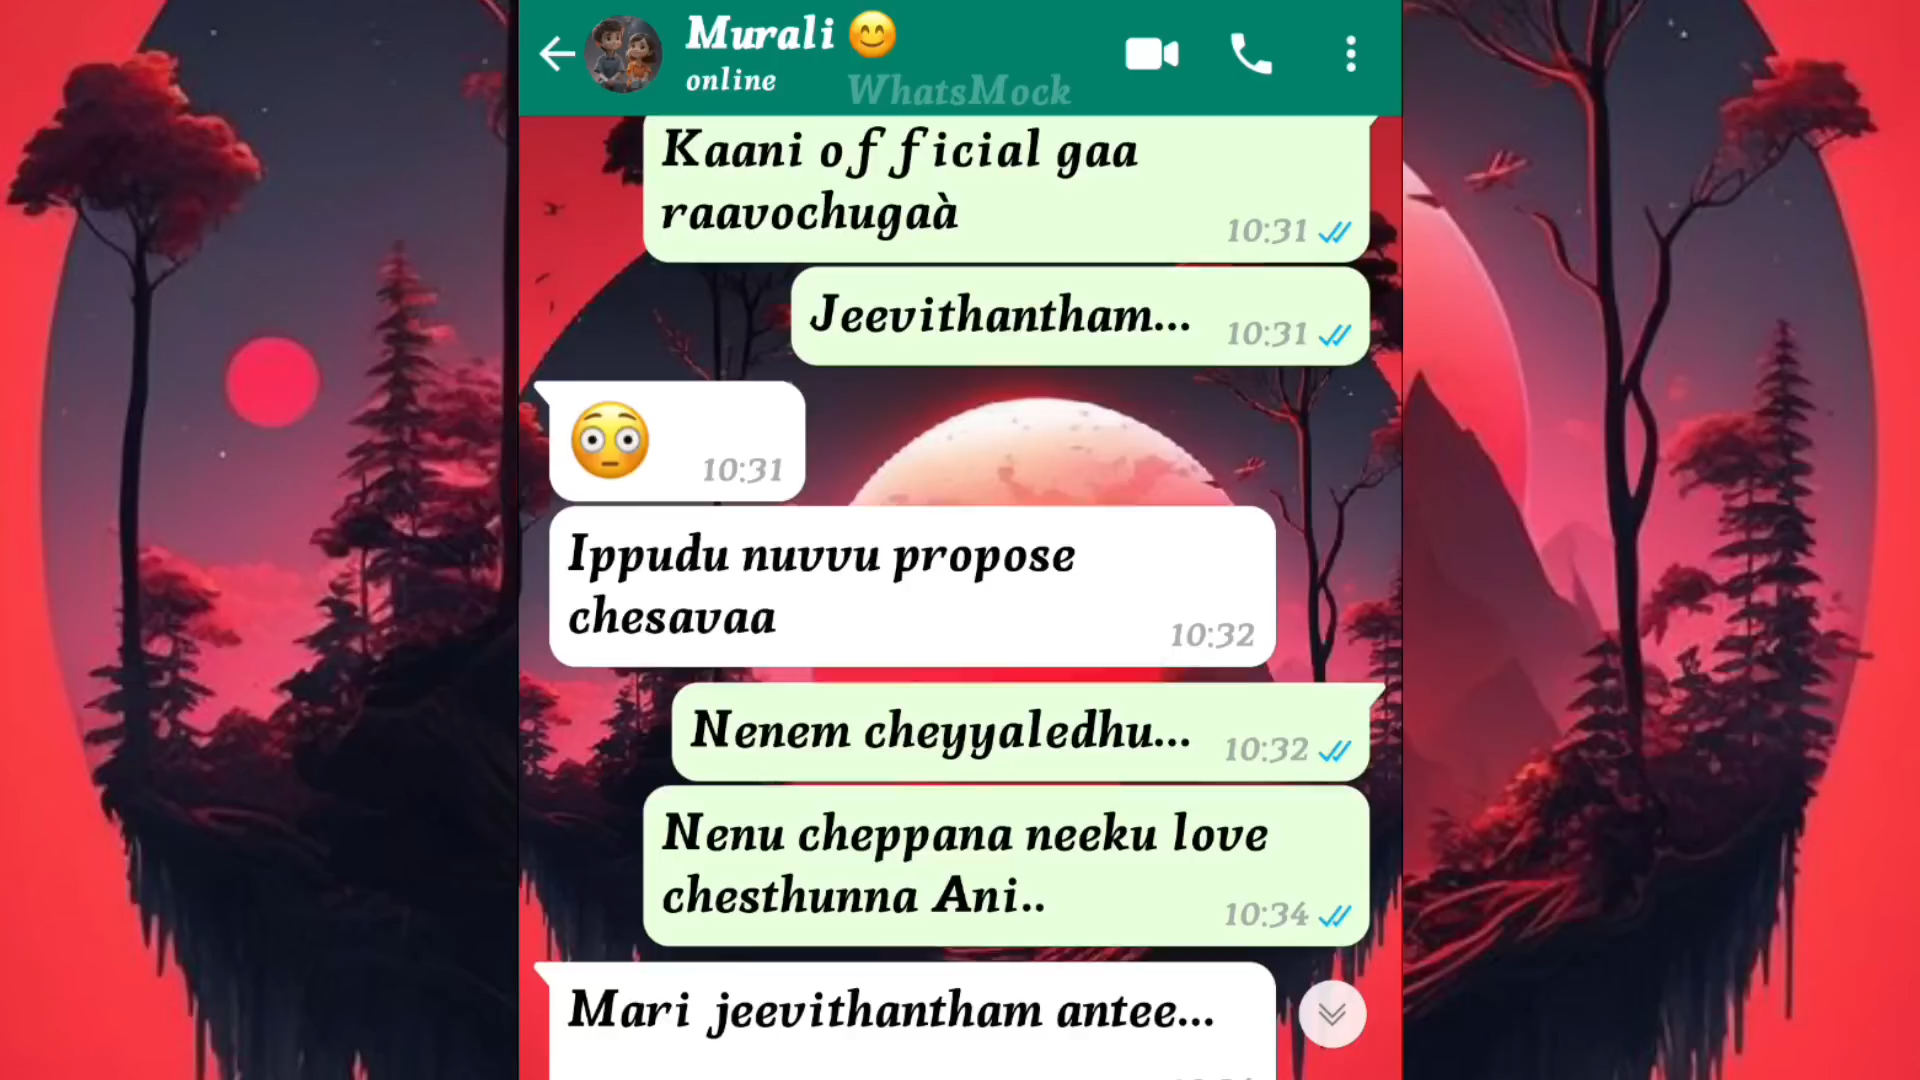 Murali 😊
online
WhatsMock
Kaani official gaa
raavochugaà
10:31
Jeevithantham...
10:31
😳
10:31
Ippudu nuvvu propose
chesavaa
10:32
Nenem cheyyaledhu...
10:32
Nenu cheppana neeku love
chesthunna Ani..
10:34
Mari jeevithantham antee...